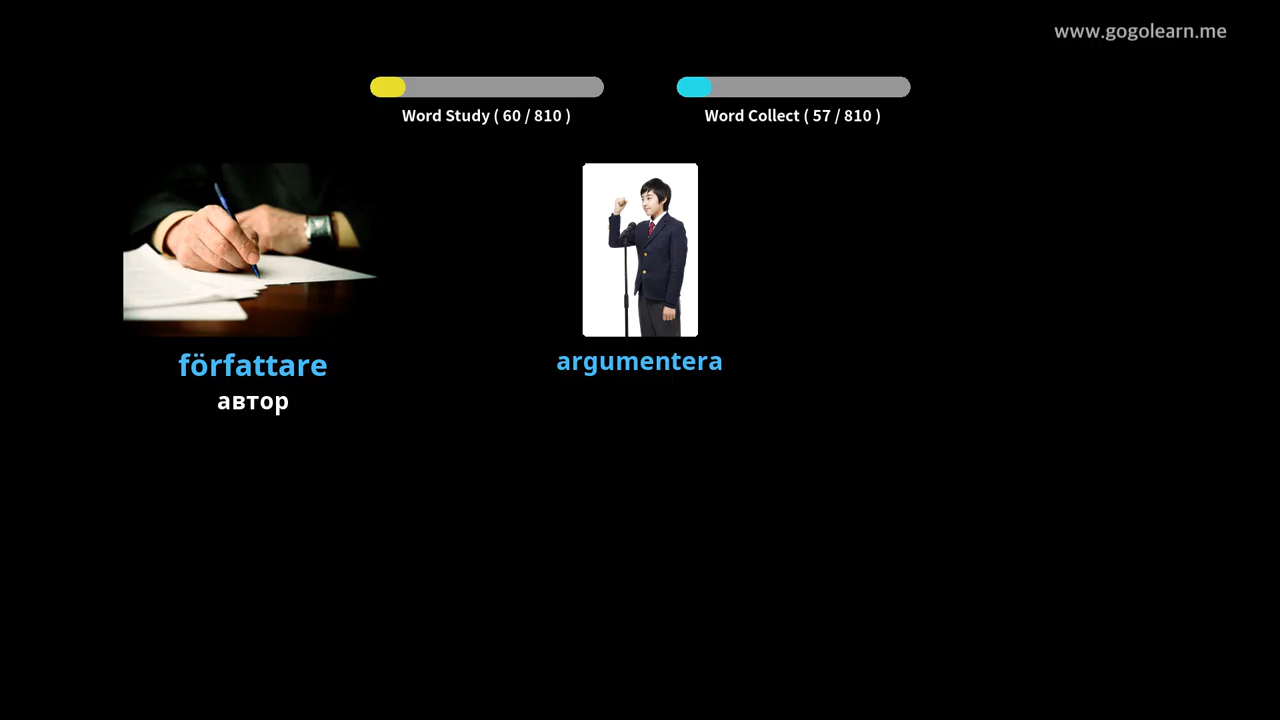 www.gogolearn.me
Word Study ( 60 / 810 )
Word Collect ( 57 / 810 )
författare
автор
argumentera